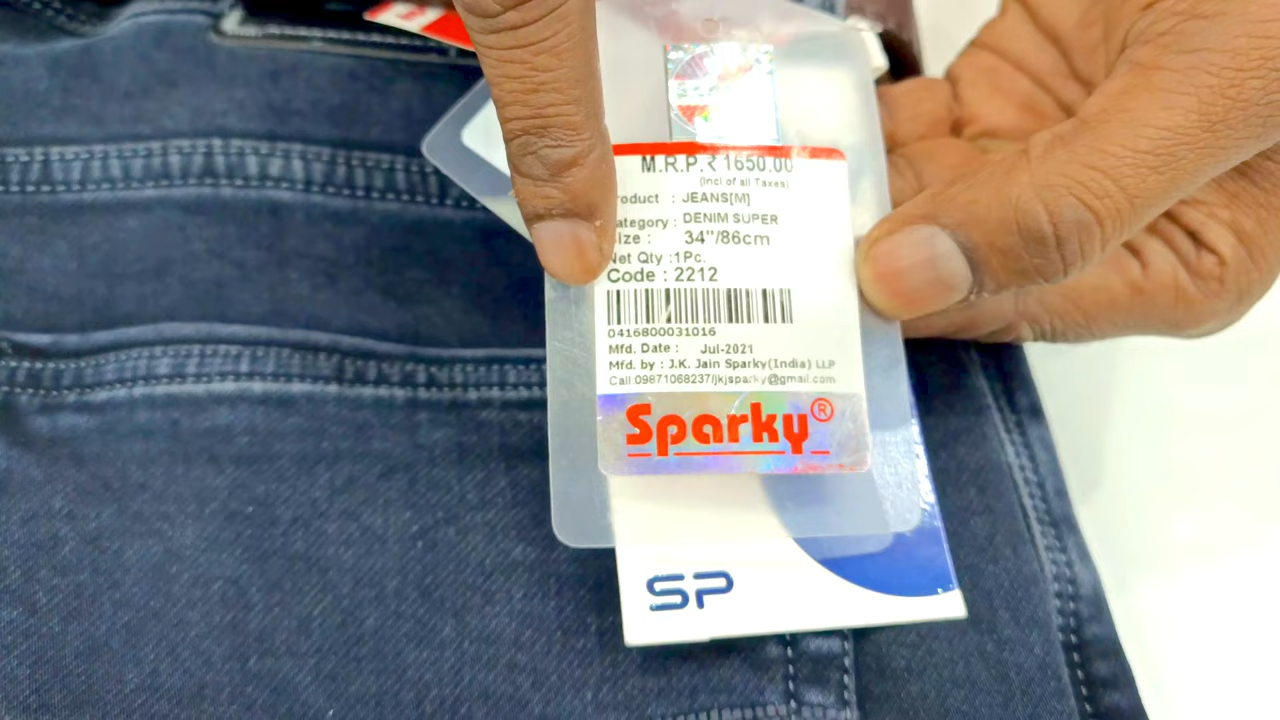 M.R.P.₹ 1650.00
(Incl of all Taxes)
roduct : JEANS[M]
ategory : DENIM SUPER
ize : 34"/86cm
Net Qty :1Pc.
Code : 2212
0416800031016
Mfd. Date : Jul-2021
Mfd. by : J.K. Jain Sparky(India) LLP
Call:09871068237/jkjsparky@gmail.com
Sparky®
SP